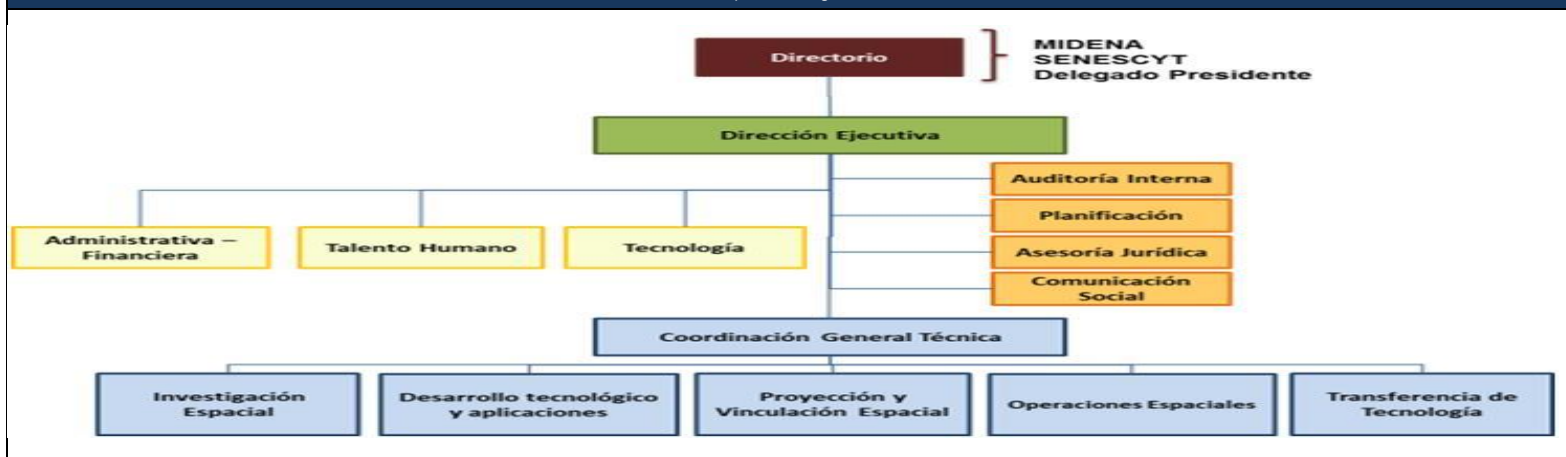 Directorio
MIDENA
SENESCYT
Delegado Presidente
Dirección Ejecutiva
Auditoría Interna
Planificación
Asesoría Jurídica
Comunicación
Social
Administrativa –
Financiera
Talento Humano
Tecnología
Coordinación General Técnica
Investigación
Espacial
Desarrollo tecnológico
y aplicaciones
Proyección y
Vinculación Espacial
Operaciones Espaciales
Transferencia de
Tecnología